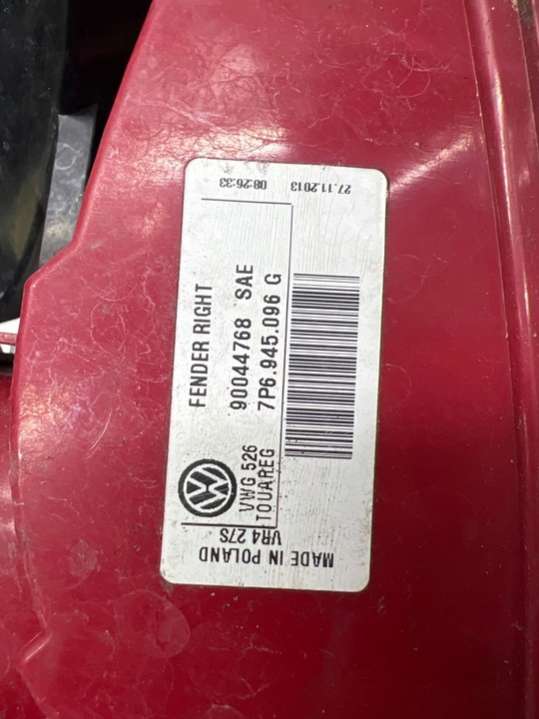 FENDER RIGHT
90044768 SAE
7P6.945.096 G
VWG 526
TOUAREG
VR4 27S
MADE IN POLAND
27.11.2013 08:26:33